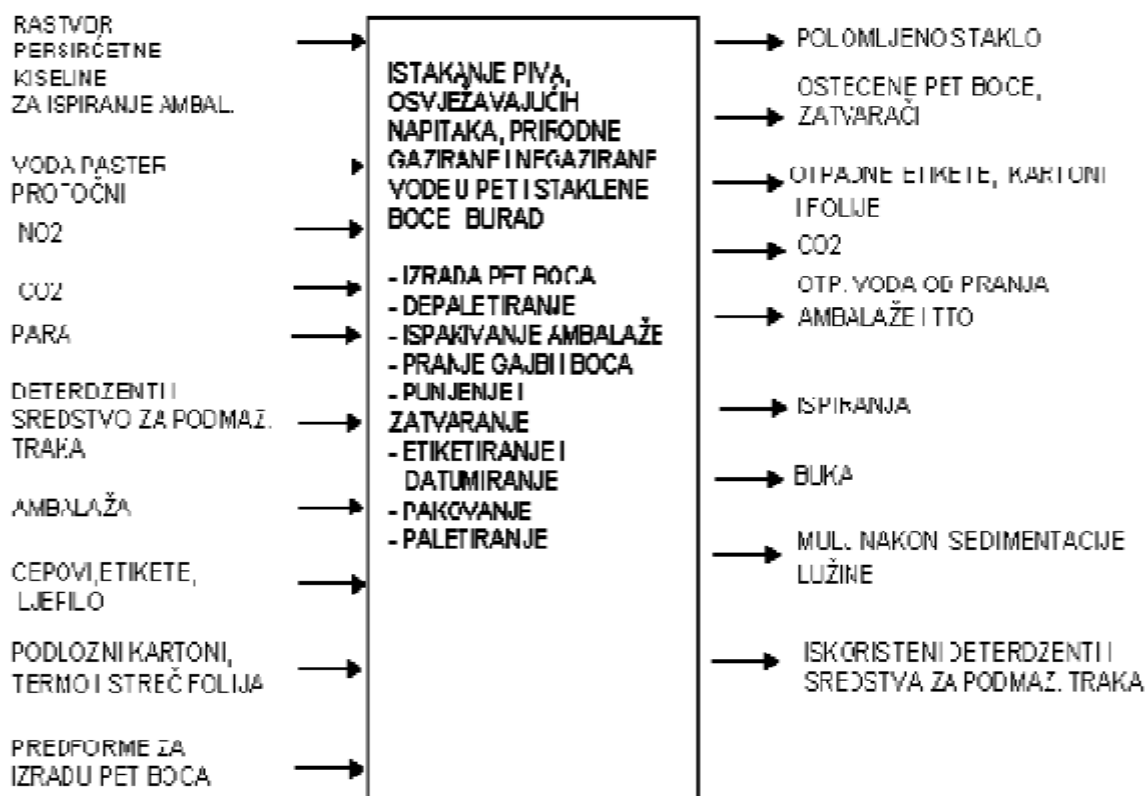 RASTVOR
PERSIRĆETNE
KISELINE
ZA ISPIRANJE AMBAL.
VODA PASTER
PROTOČNI
NO2
CO2
PARA
DETERDZENTI I
SREDSTVO ZA PODMAZ.
TRAKA
AMBALAŽA
CEPOVI,ETIKETE,
LJEPILO
PODLOZNI KARTONI,
TERMO I STREČ FOLIJA
PREDFORME ZA
IZRADU PET BOCA
ISTAKANJE PIVA,
OSVJEŽAVAJUĆIH
NAPITAKA, PRIRODNE
GAZIRANE I NEGAZIRANE
VODE U PET I STAKLENE
BOCE BURAD
- IZRADA PET BOCA
- DEPALETIRANJE
- ISPAKIVANJE AMBALAŽE
- PRANJE GAJBI I BOCA
- PUNJENJE I
ZATVARANJE
- ETIKETIRANJE I
DATUMIRANJE
- PAKOVANJE
- PALETIRANJE
POLOMLJENO STAKLO
OSTECENE PET BOCE,
ZATVARAČI
OTPADNE ETIKETE, KARTONI
I FOLIJE
CO2
OTP. VODA OD PRANJA
AMBALAŽE I TTO
ISPIRANJA
BUKA
MULJ NAKON SEDIMENTACIJE
LUŽINE
ISKORISTENI DETERDZENTI I
SREDSTVA ZA PODMAZ. TRAKA